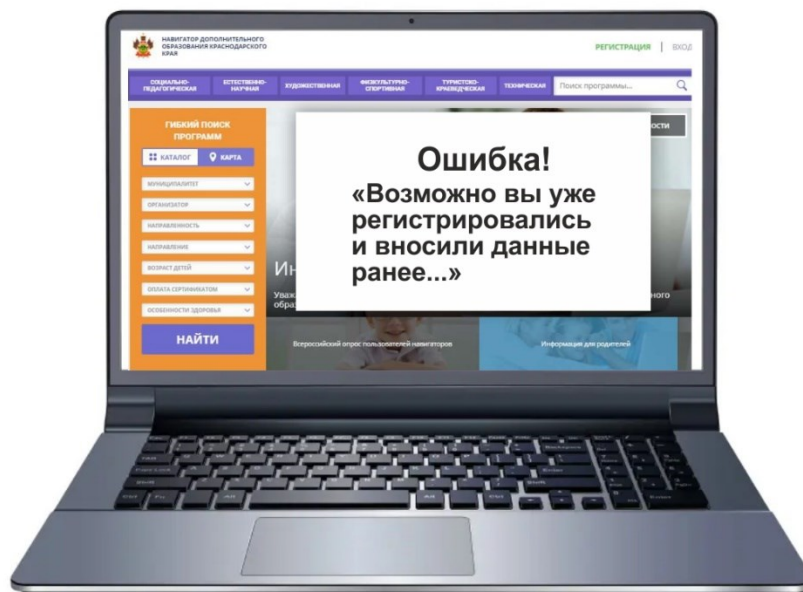 НАВИГАТОР ДОПОЛНИТЕЛЬНОГО
ОБРАЗОВАНИЯ КРАСНОДАРСКОГО
КРАЯ
РЕГИСТРАЦИЯ | ВХОД
СОЦИАЛЬНО-
ПЕДАГОГИЧЕСКАЯ
ЕСТЕСТВЕННО-
НАУЧНАЯ
ХУДОЖЕСТВЕННАЯ
ФИЗКУЛЬТУРНО-
СПОРТИВНАЯ
ТУРИСТСКО-
КРАЕВЕДЧЕСКАЯ
ТЕХНИЧЕСКАЯ
Поиск программы...
ГИБКИЙ ПОИСК
ПРОГРАММ
КАТАЛОГ
КАРТА
МУНИЦИПАЛИТЕТ
ОРГАНИЗАТОР
НАПРАВЛЕННОСТЬ
НАПРАВЛЕНИЕ
ВОЗРАСТ ДЕТЕЙ
ОПЛАТА СЕРТИФИКАТОМ
ОСОБЕННОСТИ ЗДОРОВЬЯ
НАЙТИ
Ошибка!
«Возможно вы уже
регистрировались
и вносили данные
ранее...»
Всероссийский опрос пользователей навигаторов
Информация для родителей